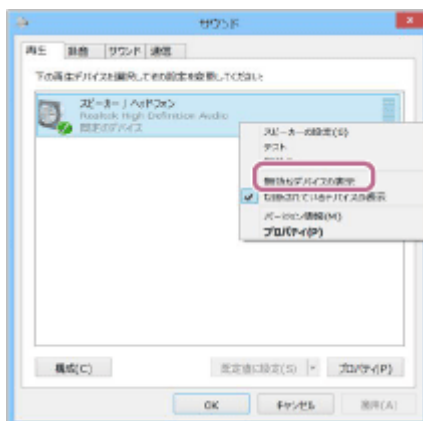 サウンド
再生 録音 サウンド 通信
下の再生デバイスを選択してその設定を変更してください:
スピーカー / ヘッドフォン
Realtek High Definition Audio
既定のデバイス
スピーカーの設定(S)
テスト
無効なデバイスの表示
切断されているデバイスの表示
バージョン情報(M)
プロパティ(P)
構成(C) 既定値に設定(S) プロパティ(P)
OK キャンセル 適用(A)